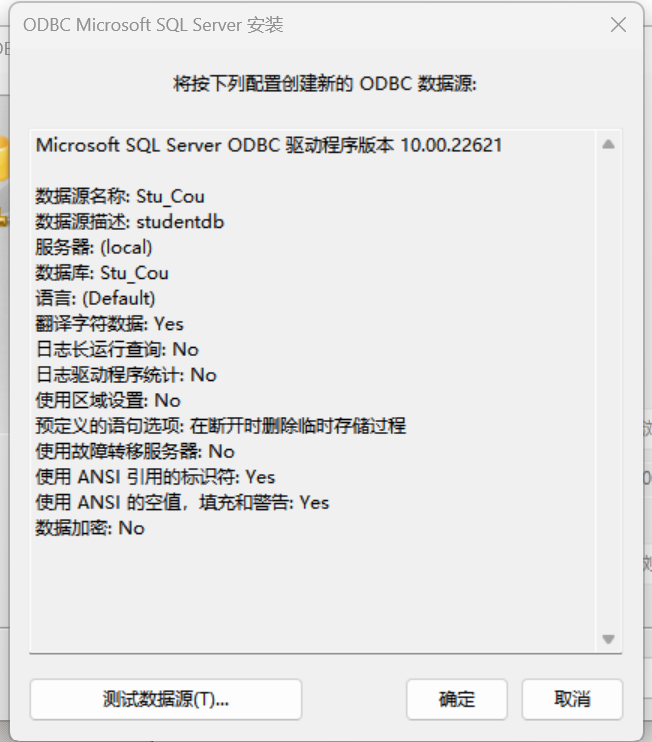 ODBC Microsoft SQL Server 安装
将按下列配置创建新的 ODBC 数据源:
Microsoft SQL Server ODBC 驱动程序版本 10.00.22621
数据源名称: Stu_Cou
数据源描述: studentdb
服务器: (local)
数据库: Stu_Cou
语言: (Default)
翻译字符数据: Yes
日志长运行查询: No
日志驱动程序统计: No
使用区域设置: No
预定义的语句选项: 在断开时删除临时存储过程
使用故障转移服务器: No
使用 ANSI 引用的标识符: Yes
使用 ANSI 的空值，填充和警告: Yes
数据加密: No
测试数据源(T)... 确定 取消